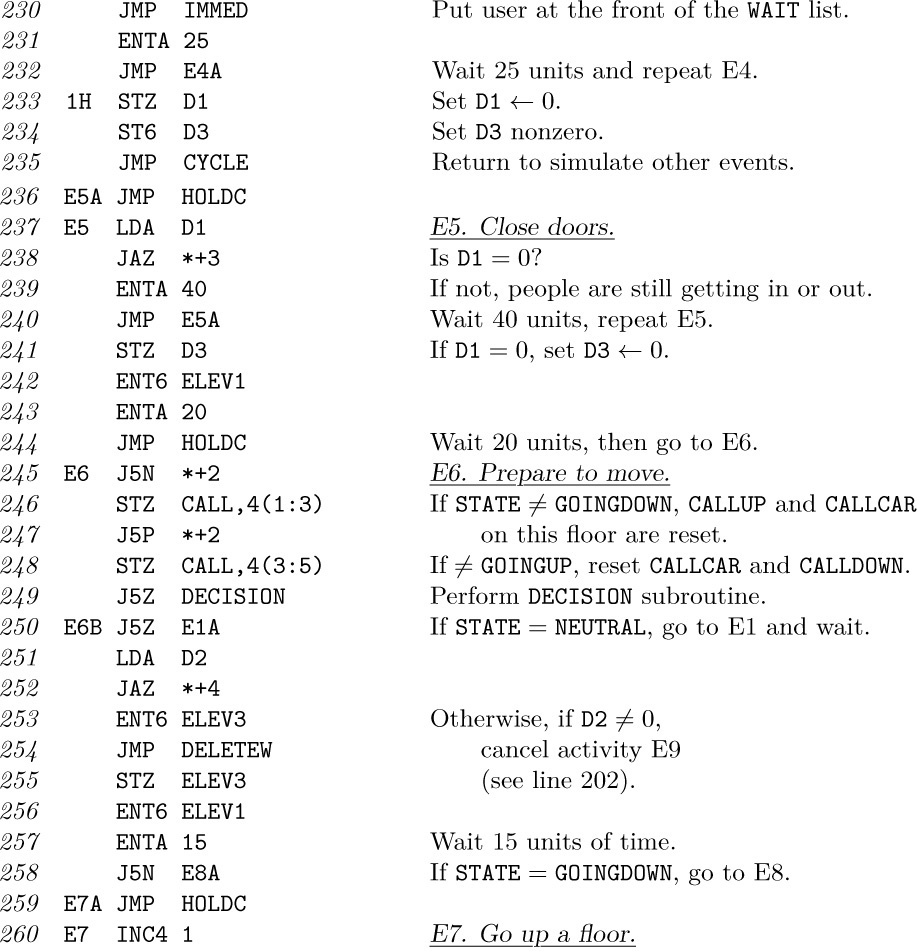 230 JMP IMMED Put user at the front of the WAIT list.
231 ENTA 25
232 JMP E4A Wait 25 units and repeat E4.
233 1H STZ D1 Set D1 ← 0.
234 ST6 D3 Set D3 nonzero.
235 JMP CYCLE Return to simulate other events.
236 E5A JMP HOLDC
237 E5 LDA D1 E5. Close doors.
238 JAZ *+3 Is D1 = 0?
239 ENTA 40 If not, people are still getting in or out.
240 JMP E5A Wait 40 units, repeat E5.
241 STZ D3 If D1 = 0, set D3 ← 0.
242 ENT6 ELEV1
243 ENTA 20
244 JMP HOLDC Wait 20 units, then go to E6.
245 E6 J5N *+2 E6. Prepare to move.
246 STZ CALL,4(1:3) If STATE ≠ GOINGDOWN, CALLUP and CALLCAR
247 J5P *+2 on this floor are reset.
248 STZ CALL,4(3:5) If ≠ GOINGUP, reset CALLCAR and CALLDOWN.
249 J5Z DECISION Perform DECISION subroutine.
250 E6B J5Z E1A If STATE = NEUTRAL, go to E1 and wait.
251 LDA D2
252 JAZ *+4
253 ENT6 ELEV3 Otherwise, if D2 ≠ 0,
254 JMP DELETEW cancel activity E9
255 STZ ELEV3 (see line 202).
256 ENT6 ELEV1
257 ENTA 15 Wait 15 units of time.
258 J5N E8A If STATE = GOINGDOWN, go to E8.
259 E7A JMP HOLDC
260 E7 INC4 1 E7. Go up a floor.